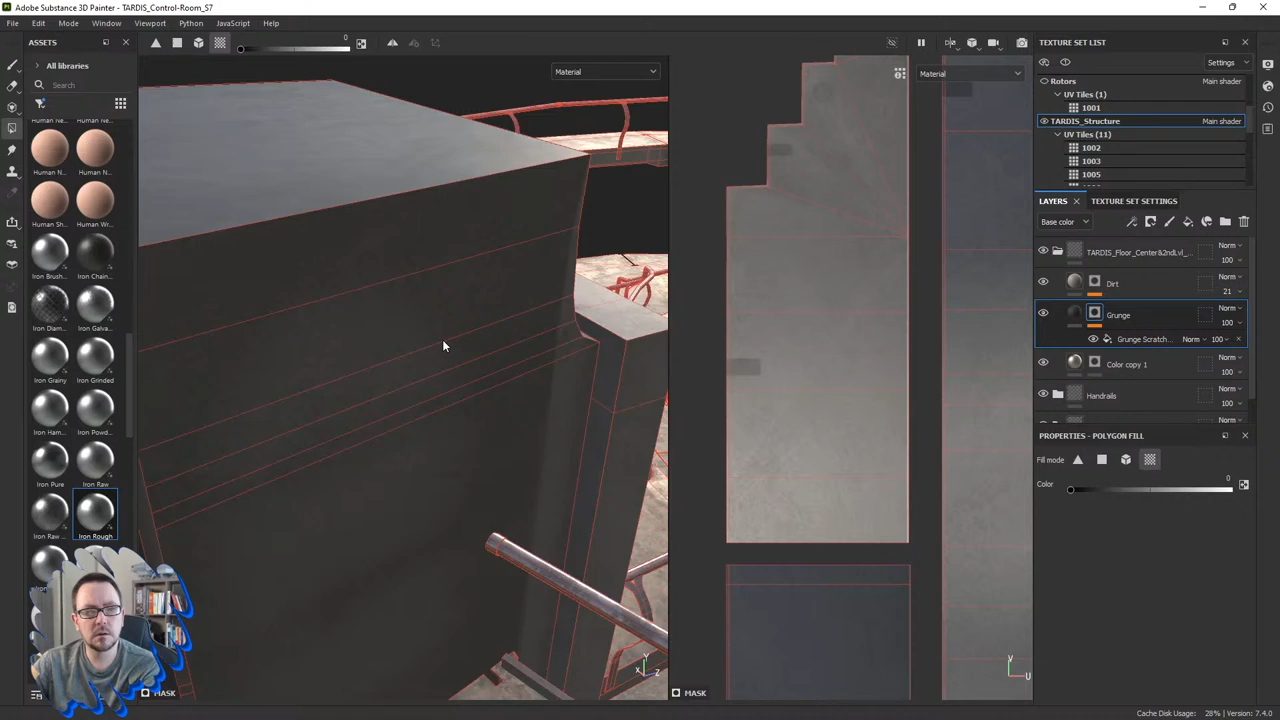 Adobe Substance 3D Painter - TARDIS_Control-Room_S7
File Edit Mode Window Viewport Python JavaScript Help
ASSETS
All libraries
Search
Human Ne... Human Ne...
Human Sh... Human Wr...
Iron Brush... Iron Chain...
Iron Diam... Iron Galva...
Iron Grainy Iron Grinded
Iron Ham... Iron Powd...
Iron Pure Iron Raw
Iron Raw ... Iron Rough
0
Material
Material
MASK
MASK
Y
X
Z
V
U
TEXTURE SET LIST
Settings
Rotors Main shader
UV Tiles (1)
1001
TARDIS_Structure Main shader
UV Tiles (11)
1002
1003
1005
LAYERS TEXTURE SET SETTINGS
Base color
TARDIS_Floor_Center&2ndLvl_... Norm
100
Dirt Norm
21
Grunge Norm
100
Grunge Scratch... Norm 100
Color copy 1 Norm
100
Handrails Norm
100
PROPERTIES - POLYGON FILL
Fill mode
Color 0
Cache Disk Usage: 28% | Version: 7.4.0